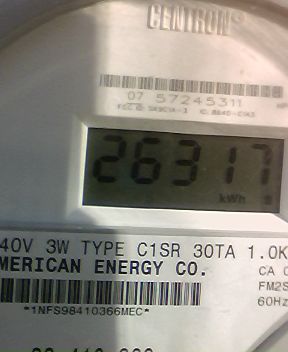 CENTRON®
07 57245311
26317
kWh
40V 3W TYPE C1SR 30TA 1.0K
MERICAN ENERGY CO.
CA 0
FM2S
60Hz
*1NFS98410366MEC*